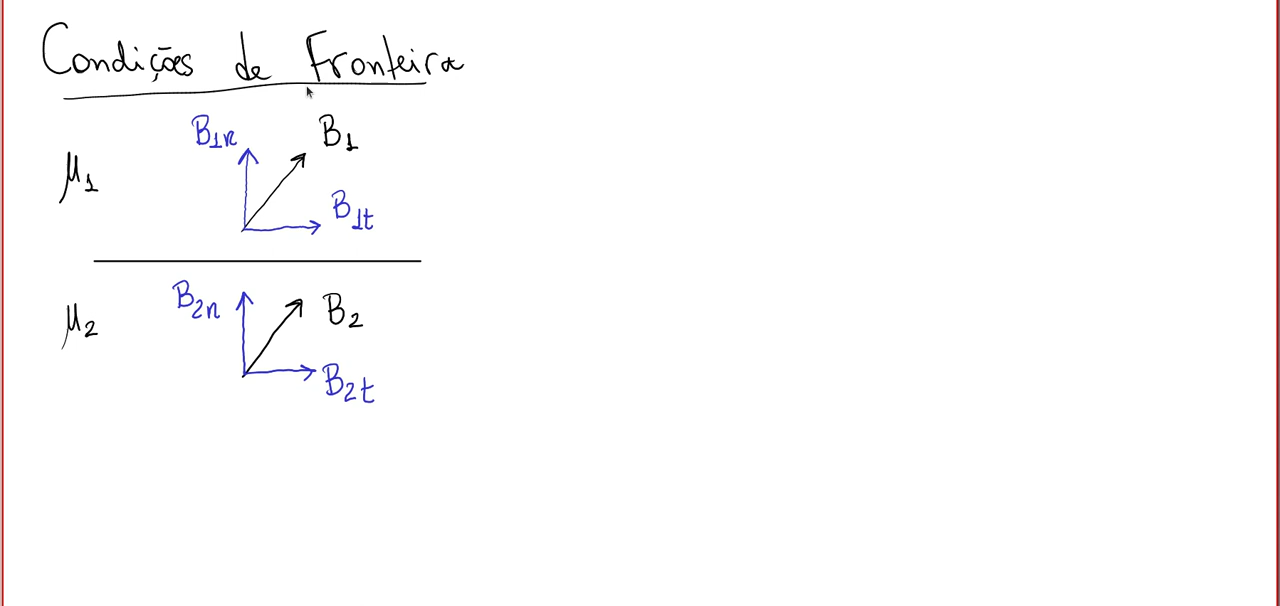 Condições de Fronteira
B1n B1
μ1
B1t
B2n B2
μ2
B2t